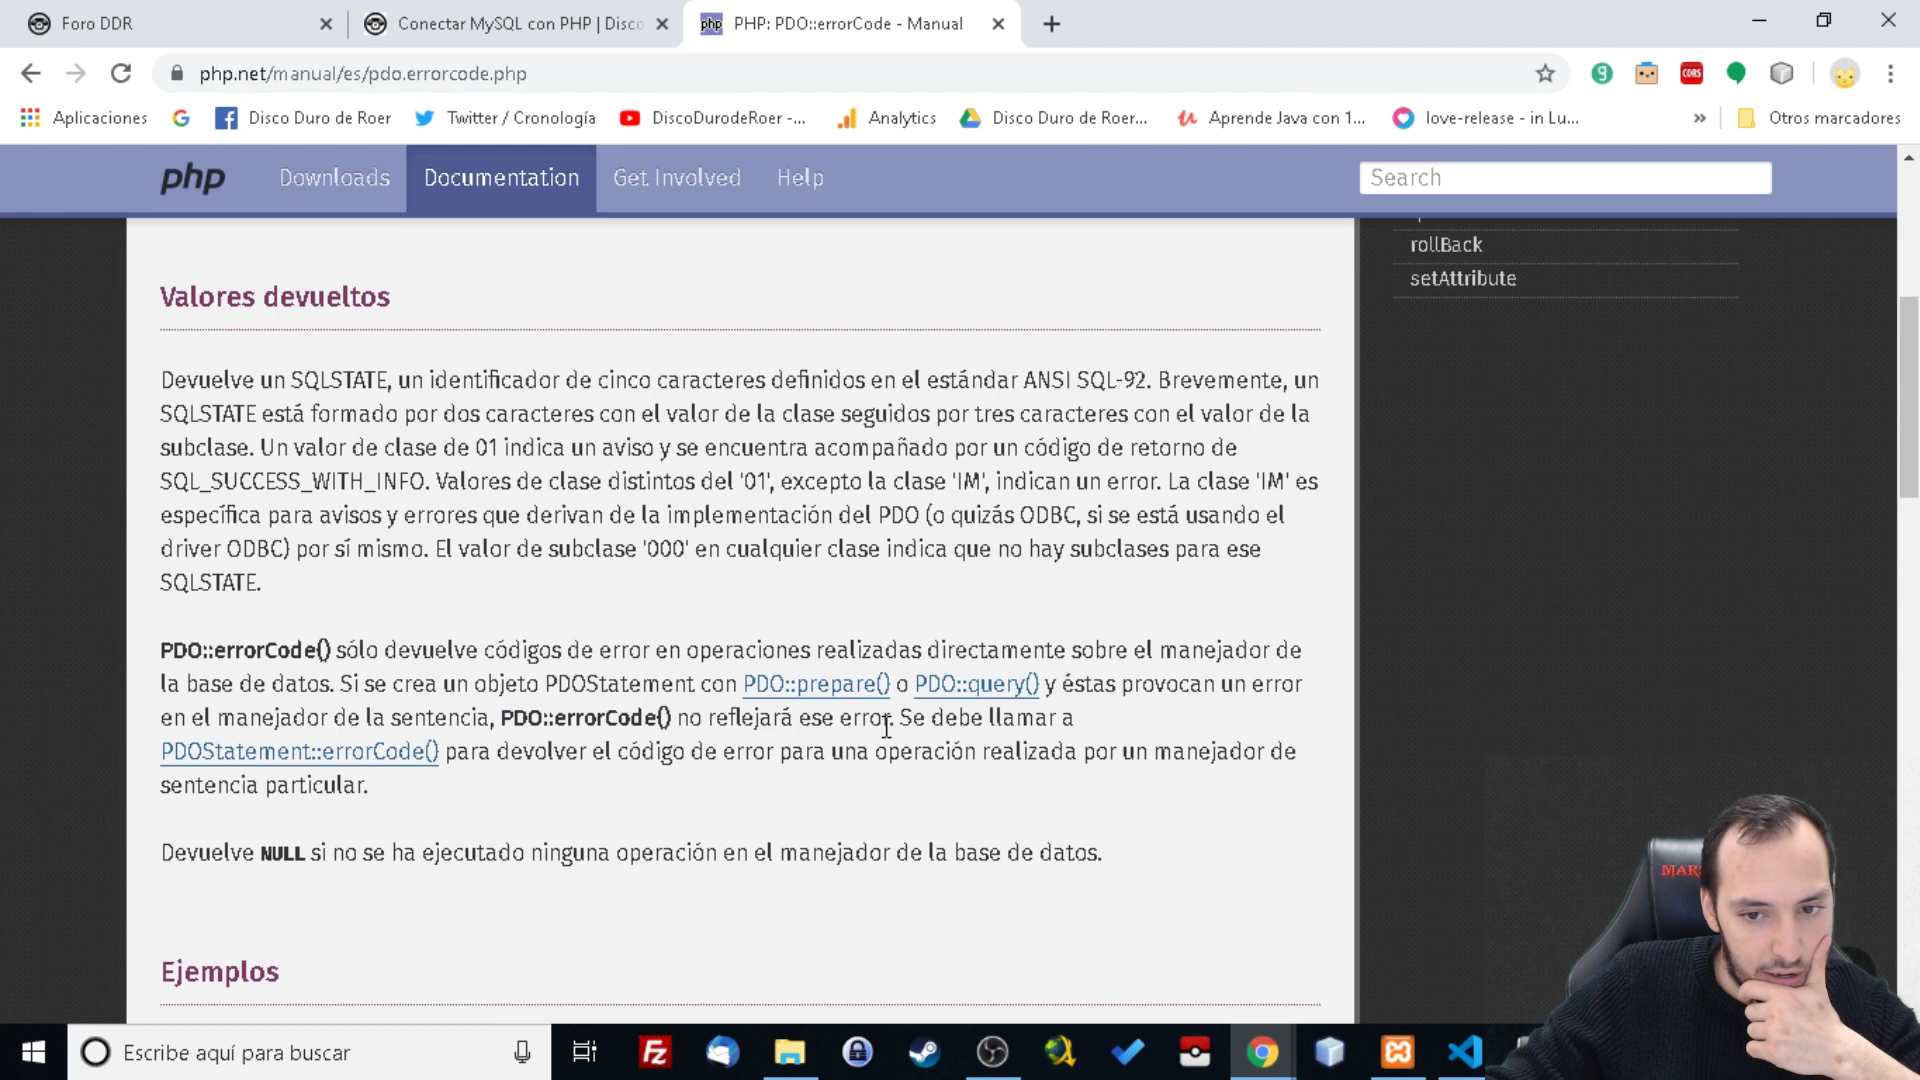 Foro DDR
Conectar MySQL con PHP | Disco
php PHP: PDO::errorCode - Manual
php.net/manual/es/pdo.errorcode.php
CORS
Aplicaciones
Disco Duro de Roer
Twitter / Cronología
DiscoDurodeRoer -...
Analytics
Disco Duro de Roer...
Aprende Java con 1...
love-release - in Lu...
Otros marcadores
php Downloads Documentation Get Involved Help Search
rollBack
setAttribute
Valores devueltos
Devuelve un SQLSTATE, un identificador de cinco caracteres definidos en el estándar ANSI SQL-92. Brevemente, un
SQLSTATE está formado por dos caracteres con el valor de la clase seguidos por tres caracteres con el valor de la
subclase. Un valor de clase de 01 indica un aviso y se encuentra acompañado por un código de retorno de
SQL_SUCCESS_WITH_INFO. Valores de clase distintos del '01', excepto la clase 'IM', indican un error. La clase 'IM' es
específica para avisos y errores que derivan de la implementación del PDO (o quizás ODBC, si se está usando el
driver ODBC) por sí mismo. El valor de subclase '000' en cualquier clase indica que no hay subclases para ese
SQLSTATE.
PDO::errorCode() sólo devuelve códigos de error en operaciones realizadas directamente sobre el manejador de
la base de datos. Si se crea un objeto PDOStatement con PDO::prepare() o PDO::query() y éstas provocan un error
en el manejador de la sentencia, PDO::errorCode() no reflejará ese error. Se debe llamar a
PDOStatement::errorCode() para devolver el código de error para una operación realizada por un manejador de
sentencia particular.
Devuelve NULL si no se ha ejecutado ninguna operación en el manejador de la base de datos.
Ejemplos
MARS
Escribe aquí para buscar